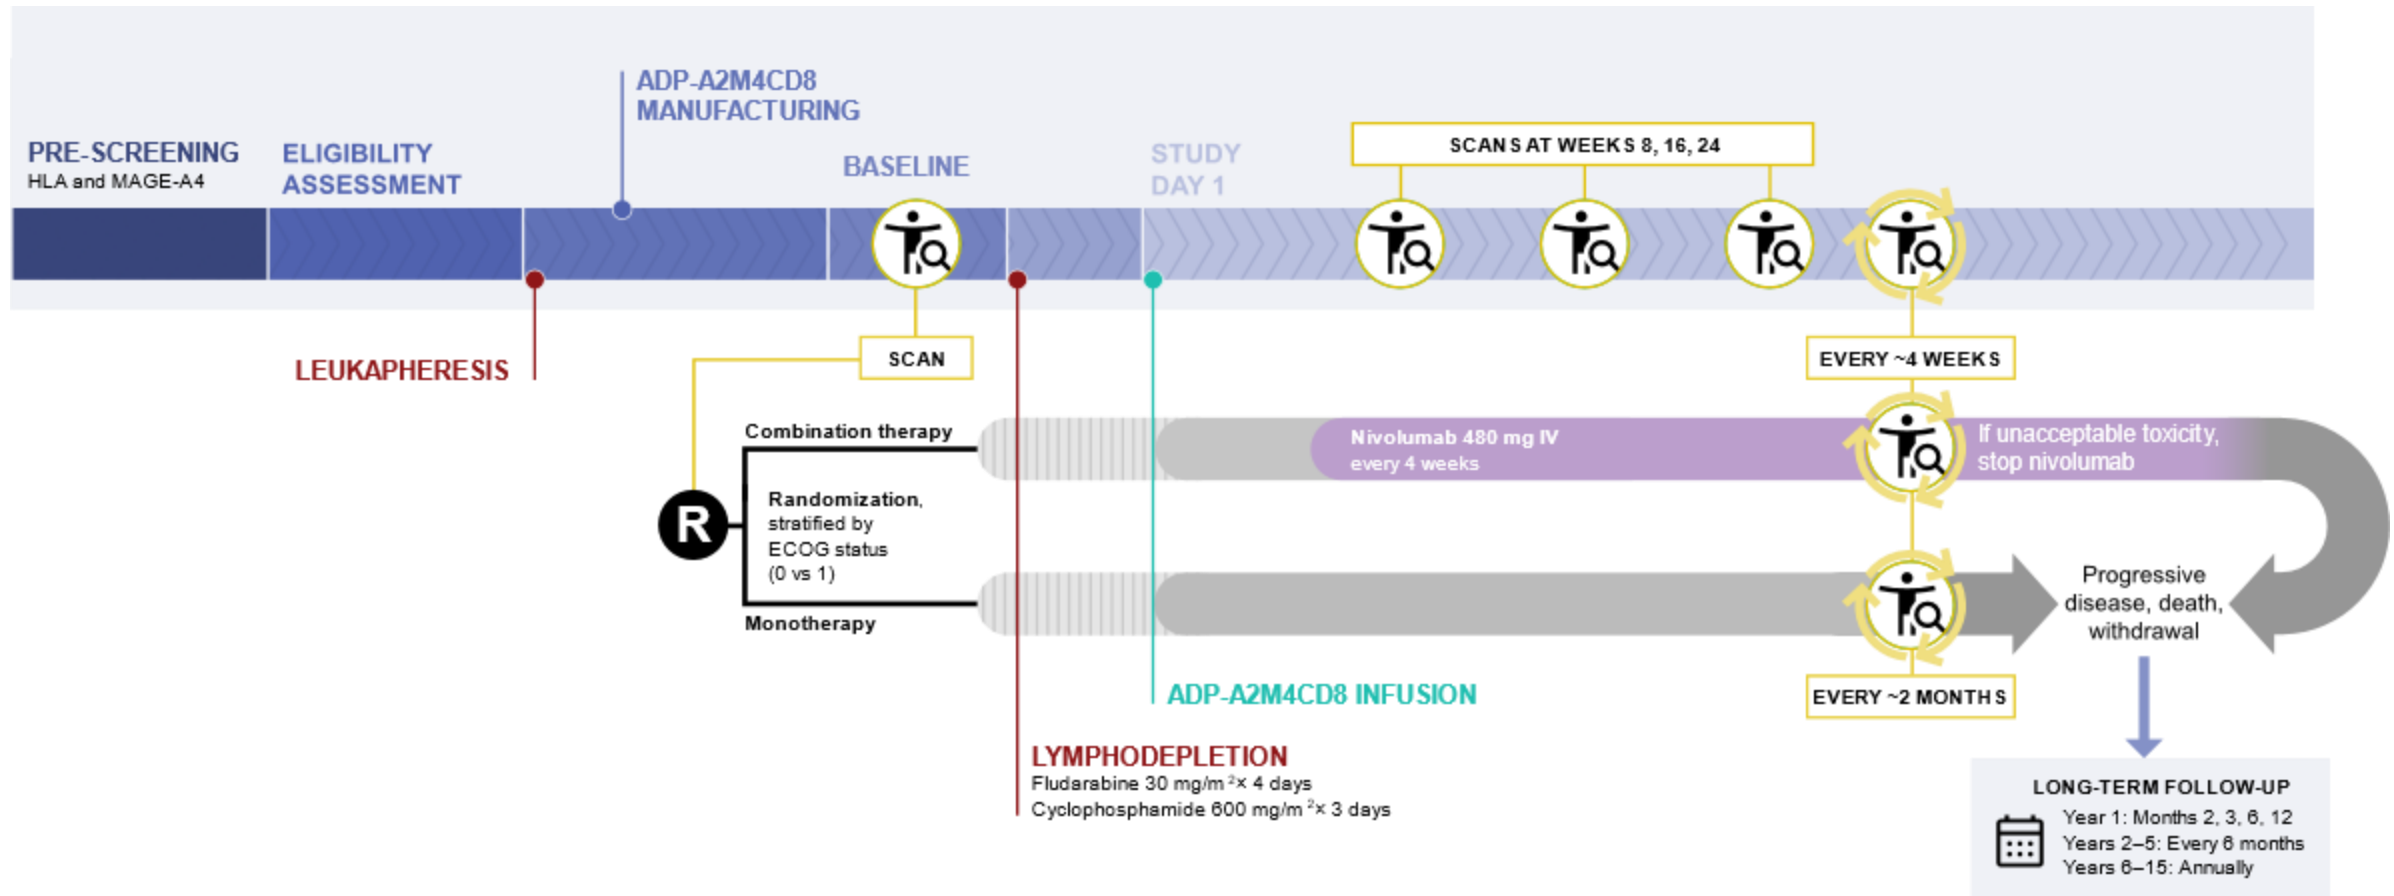 ADP-A2M4CD8
MANUFACTURING
PRE-SCREENING
HLA and MAGE-A4
ELIGIBILITY
ASSESSMENT
BASELINE
STUDY
DAY 1
SCANS AT WEEKS 8, 16, 24
LEUKAPHERESIS
SCAN
EVERY ~4 WEEKS
Combination therapy
Nivolumab 480 mg IV
every 4 weeks
If unacceptable toxicity,
stop nivolumab
R
Randomization,
stratified by
ECOG status
(0 vs 1)
Monotherapy
Progressive
disease, death,
withdrawal
ADP-A2M4CD8 INFUSION
EVERY ~2 MONTHS
LYMPHODEPLETION
Fludarabine 30 mg/m²× 4 days
Cyclophosphamide 600 mg/m²× 3 days
LONG-TERM FOLLOW-UP
Year 1: Months 2, 3, 6, 12
Years 2–5: Every 6 months
Years 6–15: Annually